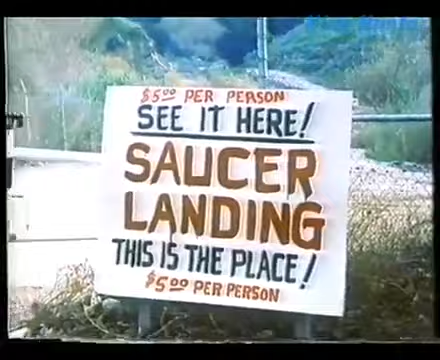 $5.00 PER PERSON
SEE IT HERE!
SAUCER
LANDING
THIS IS THE PLACE!
$5.00 PER PERSON